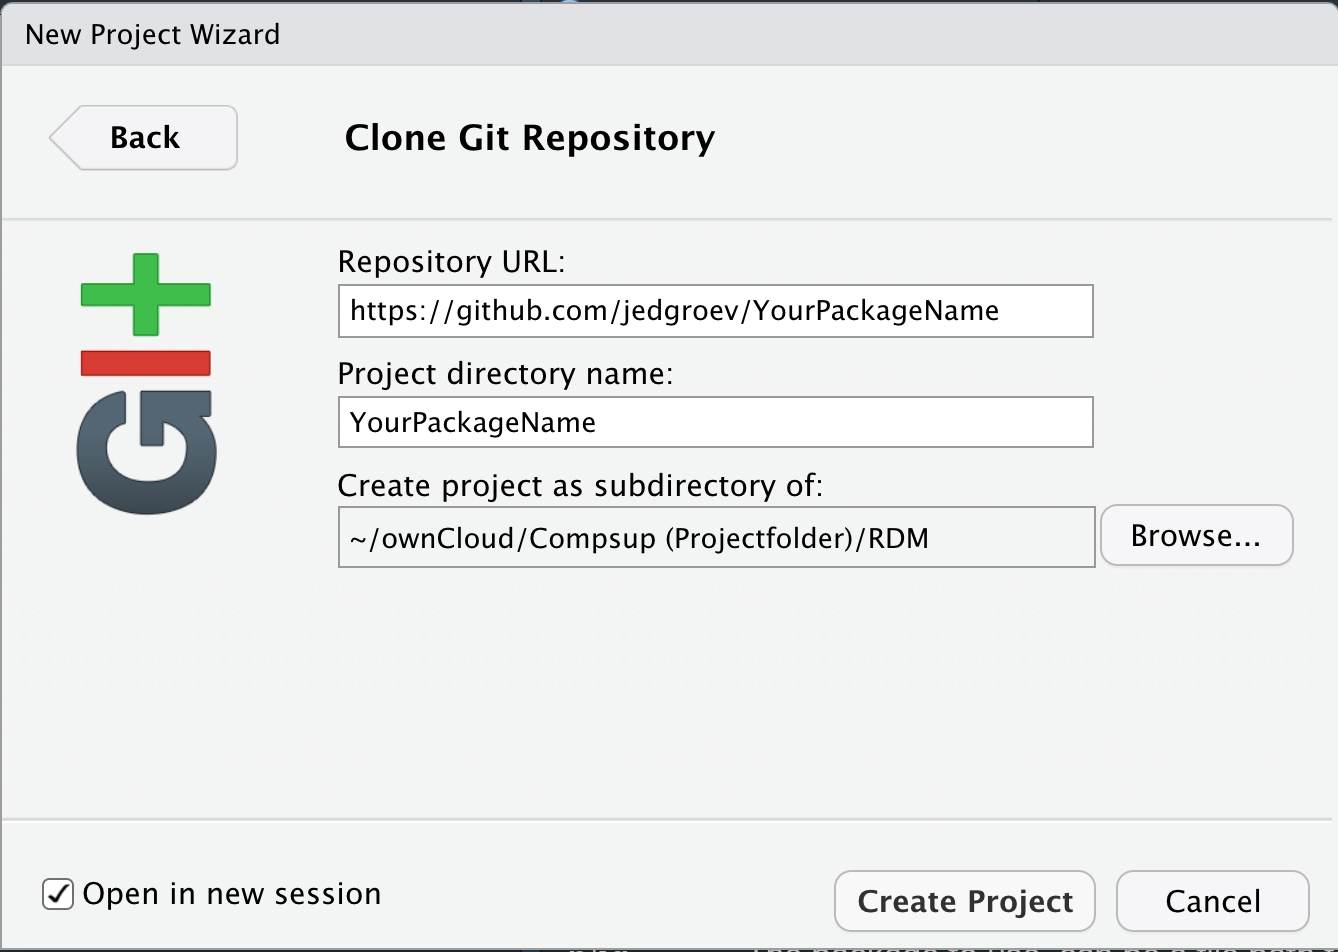 New Project Wizard
Back
Clone Git Repository
GIT
Repository URL:
https://github.com/jedgroev/YourPackageName
Project directory name:
YourPackageName
Create project as subdirectory of:
~/ownCloud/Compsup (Projectfolder)/RDM
Browse...
Open in new session
Create Project
Cancel